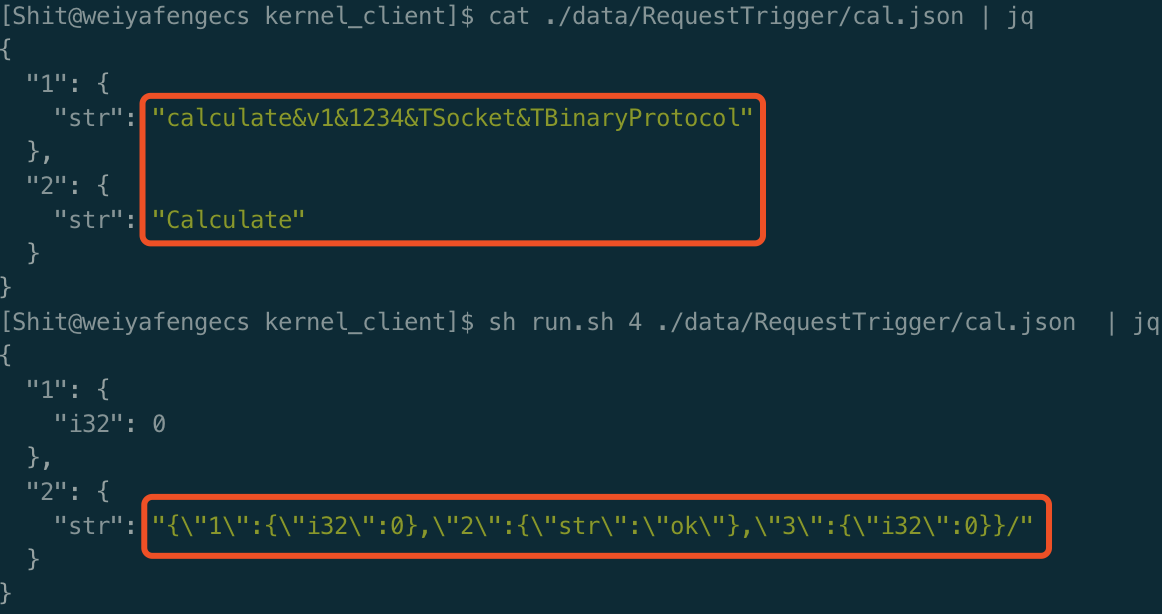 [Shit@weiyafengecs kernel_client]$ cat ./data/RequestTrigger/cal.json | jq
{
  "1": {
    "str": "calculate&v1&1234&TSocket&TBinaryProtocol"
  },
  "2": {
    "str": "Calculate"
  }
}
[Shit@weiyafengecs kernel_client]$ sh run.sh 4 ./data/RequestTrigger/cal.json  | jq
{
  "1": {
    "i32": 0
  },
  "2": {
    "str": "{\"1\":{\"i32\":0},\"2\":{\"str\":\"ok\"},\"3\":{\"i32\":0}}/"
  }
}